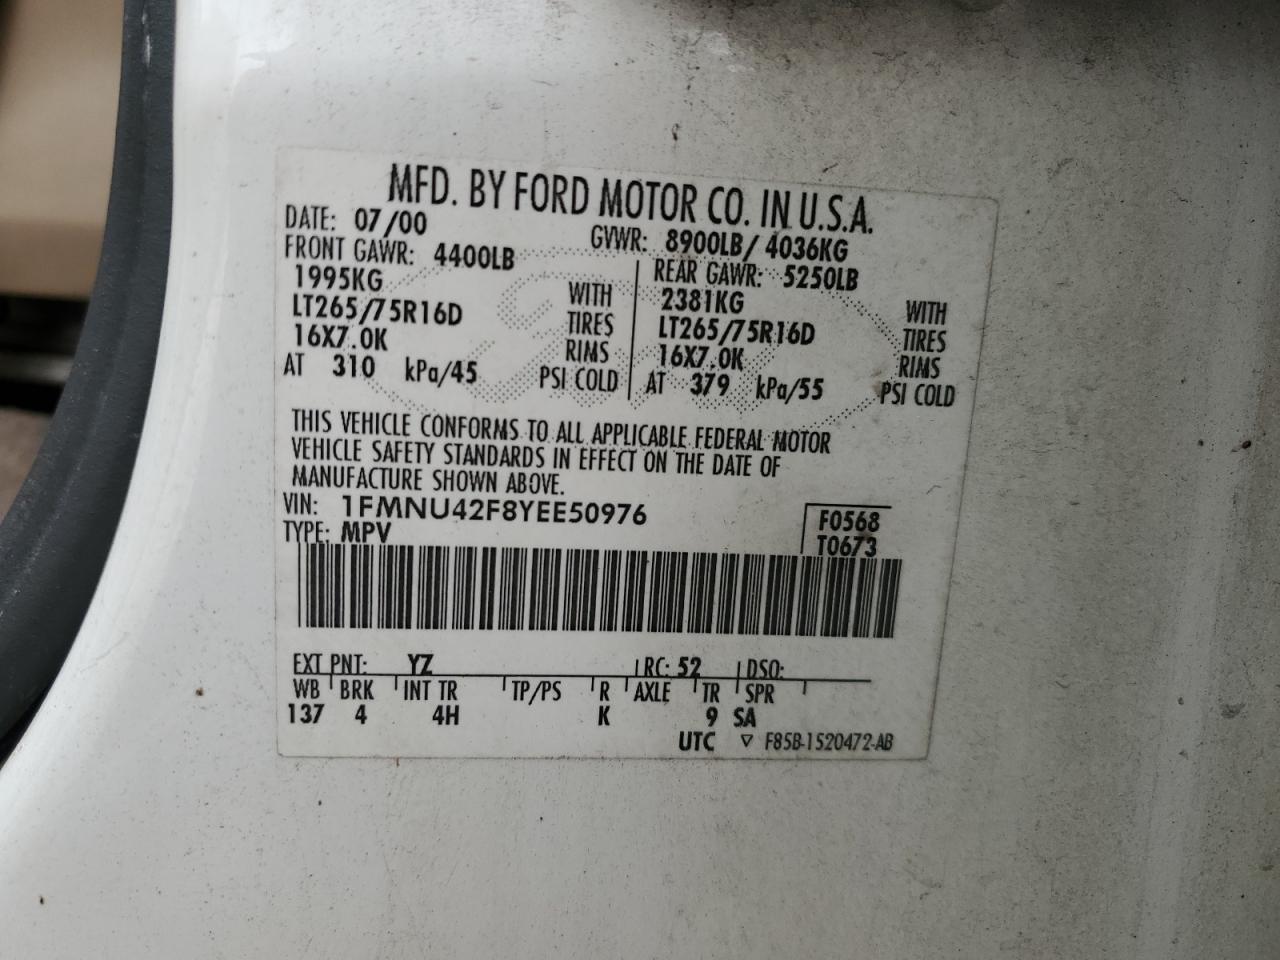 MFD. BY FORD MOTOR CO. IN U.S.A.
DATE: 07/00 GVWR: 8900LB/ 4036KG
FRONT GAWR: 4400LB REAR GAWR: 5250LB
1995KG WITH 2381KG WITH
LT265/75R16D TIRES LT265/75R16D TIRES
16X7.0K RIMS 16X7.0K RIMS
AT 310 kPa/45 PSI COLD AT 379 kPa/55 PSI COLD
THIS VEHICLE CONFORMS TO ALL APPLICABLE FEDERAL MOTOR
VEHICLE SAFETY STANDARDS IN EFFECT ON THE DATE OF
MANUFACTURE SHOWN ABOVE.
VIN: 1FMNU42F8YEE50976 F0568
TYPE: MPV T0673
EXT PNT: YZ RC: 52 DSO:
WB BRK INT TR TP/PS R AXLE TR SPR
137 4 4H K 9 SA
UTC ▽ F85B-1520472-AB